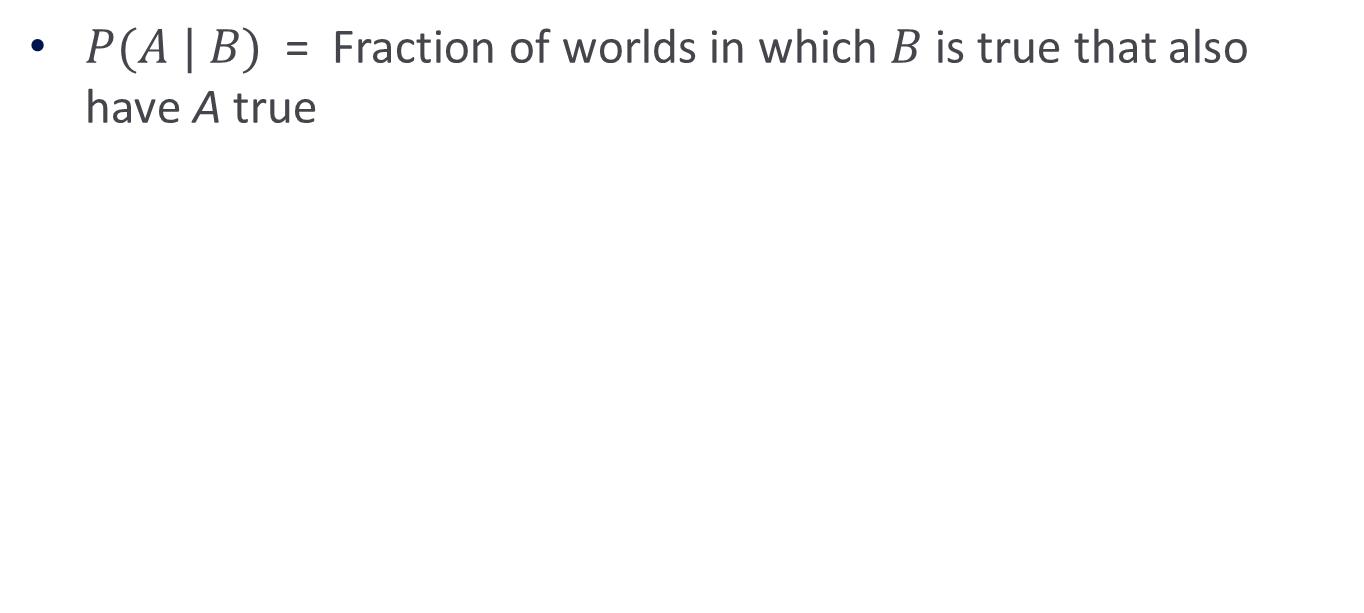 • P(A | B) = Fraction of worlds in which B is true that also
have A true